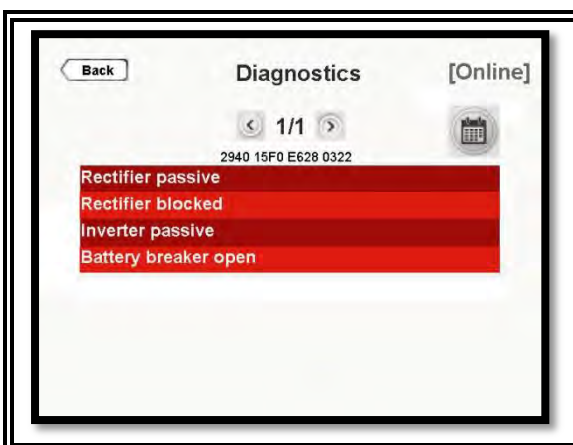 Back
Diagnostics
[Online]
1/1
2940 15F0 E628 0322
Rectifier passive
Rectifier blocked
Inverter passive
Battery breaker open